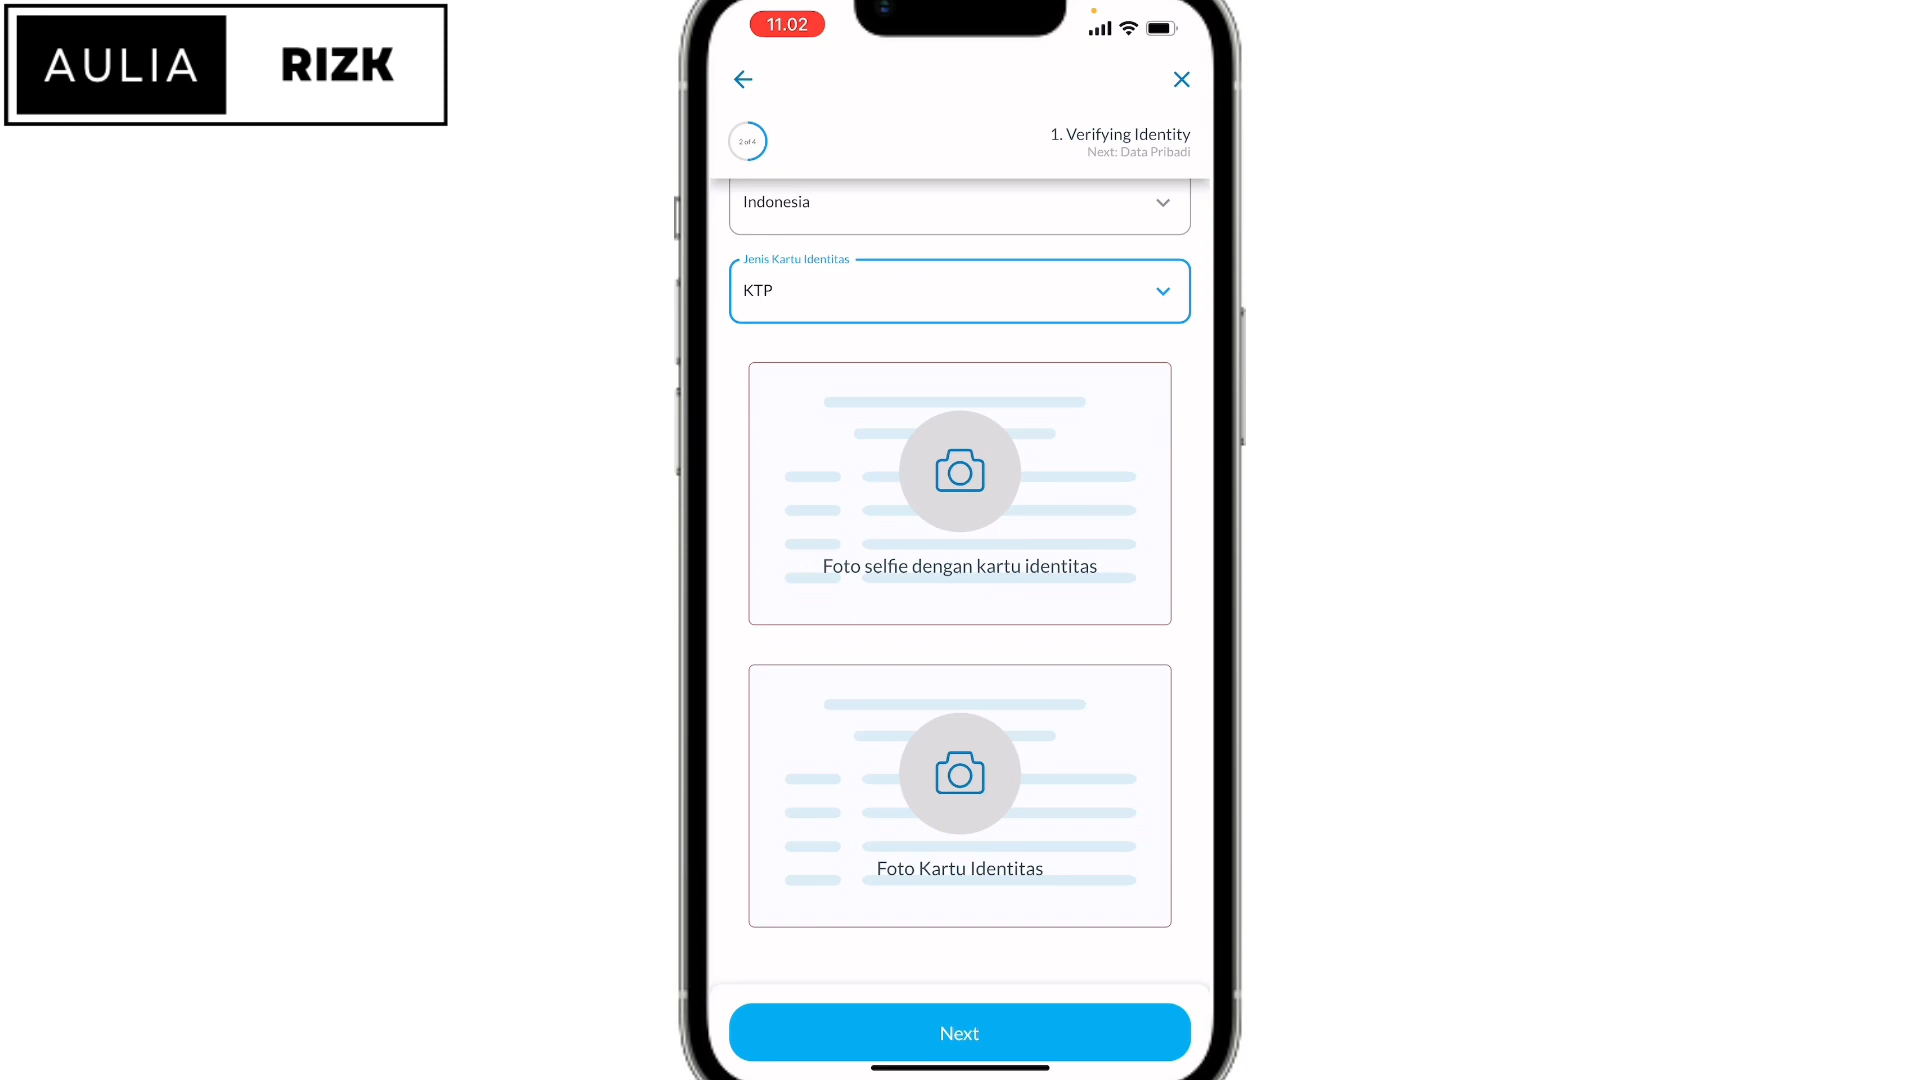 AULIA RIZK
11.02
2 of 4
1. Verifying Identity
Next: Data Pribadi
Indonesia
Jenis Kartu Identitas
KTP
Foto selfie dengan kartu identitas
Foto Kartu Identitas
Next